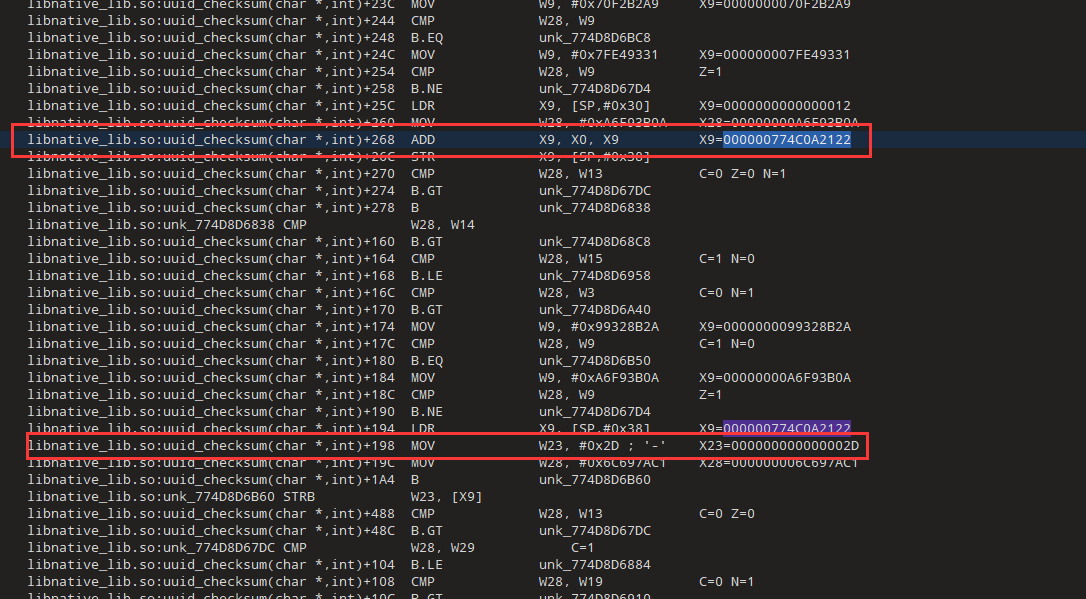 libnative_lib.so:uuid_checksum(char *,int)+23C MOV W9, #0x70F2B2A9 X9=0000000070F2B2A9
libnative_lib.so:uuid_checksum(char *,int)+244 CMP W28, W9
libnative_lib.so:uuid_checksum(char *,int)+248 B.EQ unk_774D8D6BC8
libnative_lib.so:uuid_checksum(char *,int)+24C MOV W9, #0x7FE49331 X9=000000007FE49331
libnative_lib.so:uuid_checksum(char *,int)+254 CMP W28, W9 Z=1
libnative_lib.so:uuid_checksum(char *,int)+258 B.NE unk_774D8D67D4
libnative_lib.so:uuid_checksum(char *,int)+25C LDR X9, [SP,#0x30] X9=0000000000000012
libnative_lib.so:uuid_checksum(char *,int)+260 MOV W28, #0xA6F93B0A X28=00000000A6F93B0A
libnative_lib.so:uuid_checksum(char *,int)+268 ADD X9, X0, X9 X9=000000774C0A2122
libnative_lib.so:uuid_checksum(char *,int)+26C STR X9, [SP,#0x38]
libnative_lib.so:uuid_checksum(char *,int)+270 CMP W28, W13 C=0 Z=0 N=1
libnative_lib.so:uuid_checksum(char *,int)+274 B.GT unk_774D8D67DC
libnative_lib.so:uuid_checksum(char *,int)+278 B unk_774D8D6838
libnative_lib.so:unk_774D8D6838 CMP W28, W14
libnative_lib.so:uuid_checksum(char *,int)+160 B.GT unk_774D8D68C8
libnative_lib.so:uuid_checksum(char *,int)+164 CMP W28, W15 C=1 N=0
libnative_lib.so:uuid_checksum(char *,int)+168 B.LE unk_774D8D6958
libnative_lib.so:uuid_checksum(char *,int)+16C CMP W28, W3 C=0 N=1
libnative_lib.so:uuid_checksum(char *,int)+170 B.GT unk_774D8D6A40
libnative_lib.so:uuid_checksum(char *,int)+174 MOV W9, #0x99328B2A X9=0000000099328B2A
libnative_lib.so:uuid_checksum(char *,int)+17C CMP W28, W9 C=1 N=0
libnative_lib.so:uuid_checksum(char *,int)+180 B.EQ unk_774D8D6B50
libnative_lib.so:uuid_checksum(char *,int)+184 MOV W9, #0xA6F93B0A X9=00000000A6F93B0A
libnative_lib.so:uuid_checksum(char *,int)+18C CMP W28, W9 Z=1
libnative_lib.so:uuid_checksum(char *,int)+190 B.NE unk_774D8D67D4
libnative_lib.so:uuid_checksum(char *,int)+194 LDR X9, [SP,#0x38] X9=000000774C0A2122
libnative_lib.so:uuid_checksum(char *,int)+198 MOV W23, #0x2D ; '-' X23=000000000000002D
libnative_lib.so:uuid_checksum(char *,int)+19C MOV W28, #0x6C697AC1 X28=000000006C697AC1
libnative_lib.so:uuid_checksum(char *,int)+1A4 B unk_774D8D6B60
libnative_lib.so:unk_774D8D6B60 STRB W23, [X9]
libnative_lib.so:uuid_checksum(char *,int)+488 CMP W28, W13 C=0 Z=0
libnative_lib.so:uuid_checksum(char *,int)+48C B.GT unk_774D8D67DC
libnative_lib.so:unk_774D8D67DC CMP W28, W29 C=1
libnative_lib.so:uuid_checksum(char *,int)+104 B.LE unk_774D8D6884
libnative_lib.so:uuid_checksum(char *,int)+108 CMP W28, W19 C=0 N=1
libnative_lib.so:uuid_checksum(char *,int)+10C B.GT unk_774D8D6910